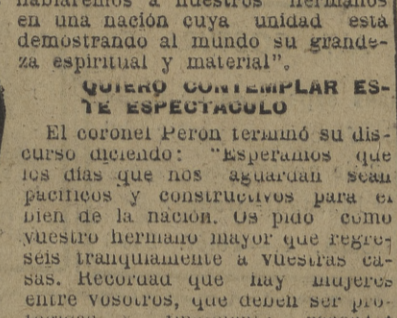 hablaremos a nuestros hermanos
en una nación cuya unidad está
demostrando al mundo su grande-
za espiritual y material".
QUIERO CONTEMPLAR ES-
TE ESPECTACULO
El coronel Perón terminó su dis-
curso diciendo: "Esperamos que
los días que nos aguardan sean
pacíficos y constructivos para el
bien de la nación. Os pido como
vuestro hermano mayor que regre-
séis tranquilamente a vuestras ca-
sas. Recordad que hay mujeres
entre vosotros, que deben ser pro-